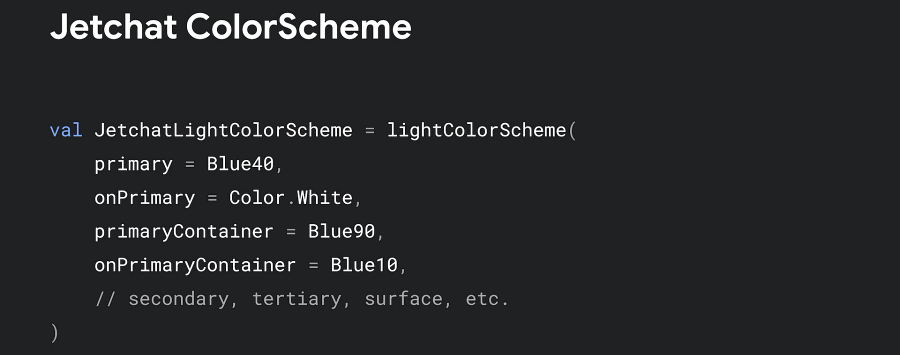 Jetchat ColorScheme
val JetchatLightColorScheme = lightColorScheme(
    primary = Blue40,
    onPrimary = Color.White,
    primaryContainer = Blue90,
    onPrimaryContainer = Blue10,
    // secondary, tertiary, surface, etc.
)